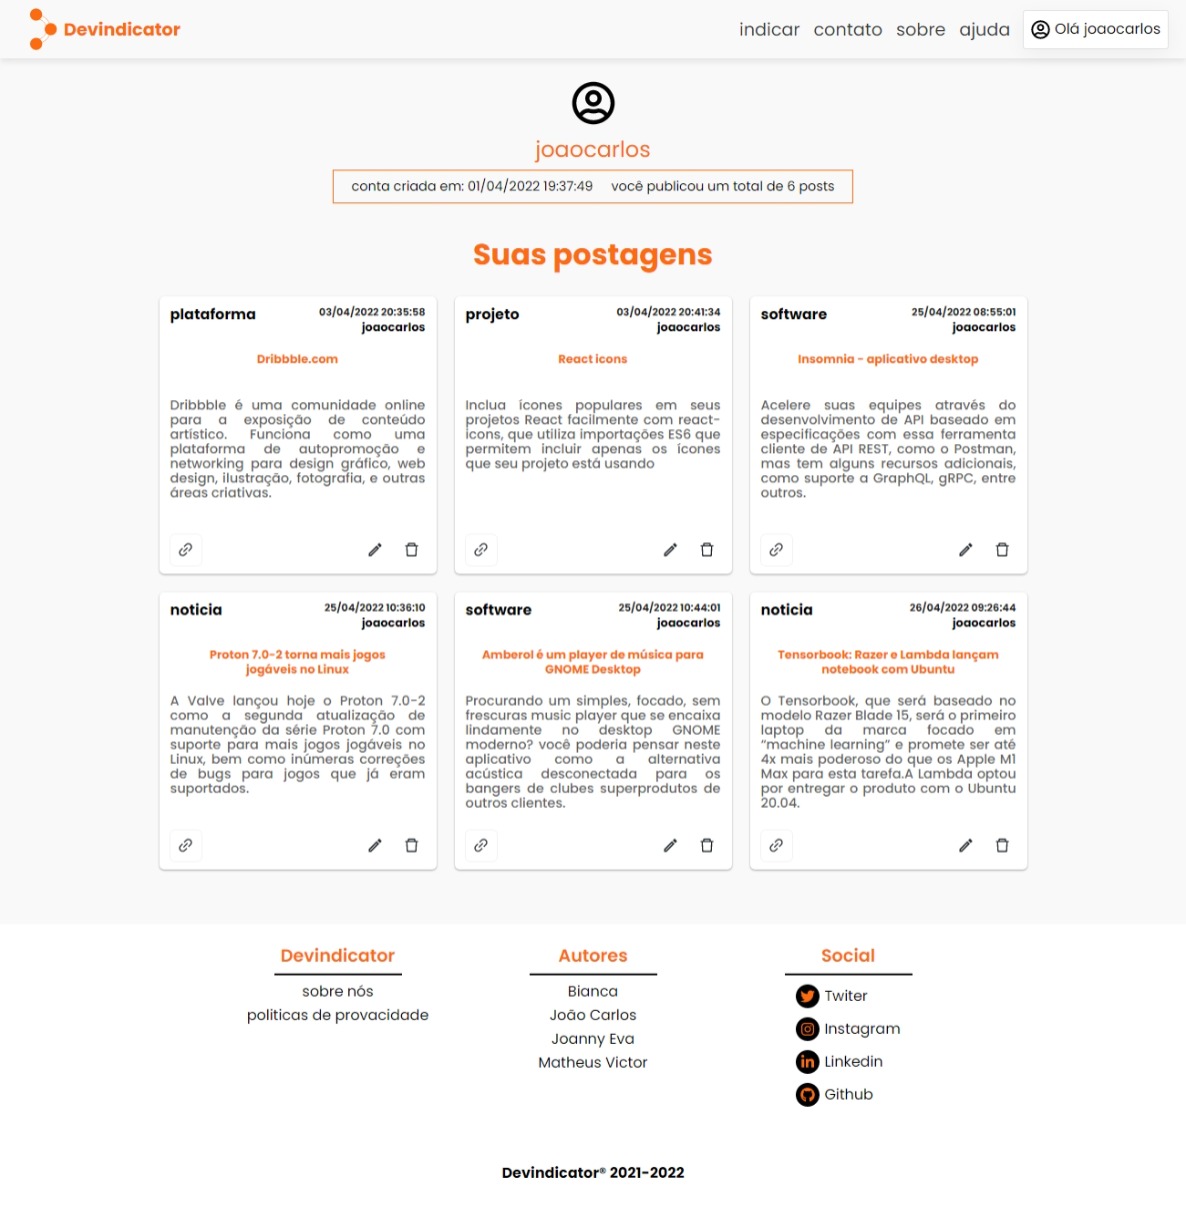 Devindicator
indicar contato sobre ajuda Olá joaocarlos
joaocarlos
conta criada em: 01/04/2022 19:37:49 você publicou um total de 6 posts
Suas postagens
plataforma 03/04/2022 20:35:58
joaocarlos
Dribbble.com
Dribbble é uma comunidade online
para a exposição de conteúdo
artístico. Funciona como uma
plataforma de autopromoção e
networking para design gráfico, web
design, ilustração, fotografia, e outras
áreas criativas.
projeto 03/04/2022 20:41:34
joaocarlos
React icons
Inclua ícones populares em seus
projetos React facilmente com react-
icons, que utiliza importações ES6 que
permitem incluir apenas os ícones
que seu projeto está usando
software 25/04/2022 08:55:01
joaocarlos
Insomnia - aplicativo desktop
Acelere suas equipes através do
desenvolvimento de API baseado em
especificações com essa ferramenta
cliente de API REST, como o Postman,
mas tem alguns recursos adicionais,
como suporte a GraphQL, gRPC, entre
outros.
noticia 25/04/2022 10:36:10
joaocarlos
Proton 7.0-2 torna mais jogos
jogáveis no Linux
A Valve lançou hoje o Proton 7.0-2
como a segunda atualização de
manutenção da série Proton 7.0 com
suporte para mais jogos jogáveis no
Linux, bem como inúmeras correções
de bugs para jogos que já eram
suportados.
software 25/04/2022 10:44:01
joaocarlos
Amberol é um player de música para
GNOME Desktop
Procurando um simples, focado, sem
frescuras music player que se encaixa
lindamente no desktop GNOME
moderno? você poderia pensar neste
aplicativo como a alternativa
acústica desconectada para os
bangers de clubes superprodutos de
outros clientes.
noticia 26/04/2022 09:26:44
joaocarlos
Tensorbook: Razer e Lambda lançam
notebook com Ubuntu
O Tensorbook, que será baseado no
modelo Razer Blade 15, será o primeiro
laptop da marca focado em
“machine learning” e promete ser até
4x mais poderoso do que os Apple M1
Max para esta tarefa.A Lambda optou
por entregar o produto com o Ubuntu
20.04.
Devindicator
sobre nós
politicas de provacidade
Autores
Bianca
João Carlos
Joanny Eva
Matheus Victor
Social
Twiter
Instagram
Linkedin
Github
Devindicator® 2021-2022